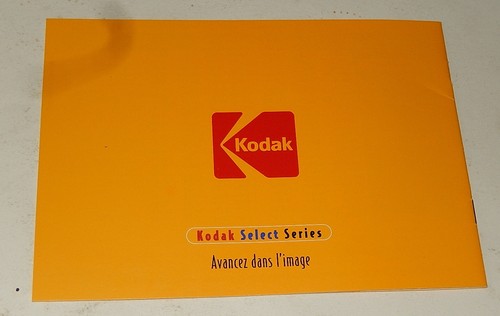 Kodak
Kodak Select Series
Avancez dans l'image